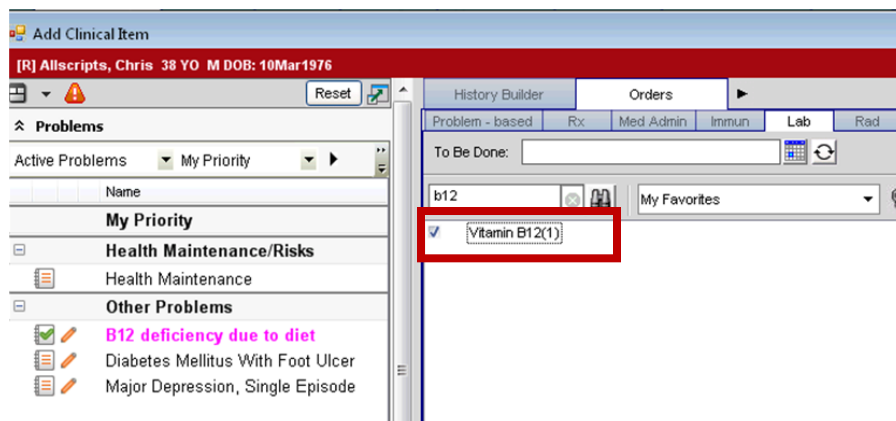 Add Clinical Item
[R] Allscripts, Chris 38 YO M DOB: 10Mar1976
Reset
Problems
Active Problems My Priority
Name
My Priority
Health Maintenance/Risks
Health Maintenance
Other Problems
B12 deficiency due to diet
Diabetes Mellitus With Foot Ulcer
Major Depression, Single Episode
History Builder Orders
Problem - based Rx Med Admin Immun Lab Rad
To Be Done:
b12 My Favorites
Vitamin B12(1)